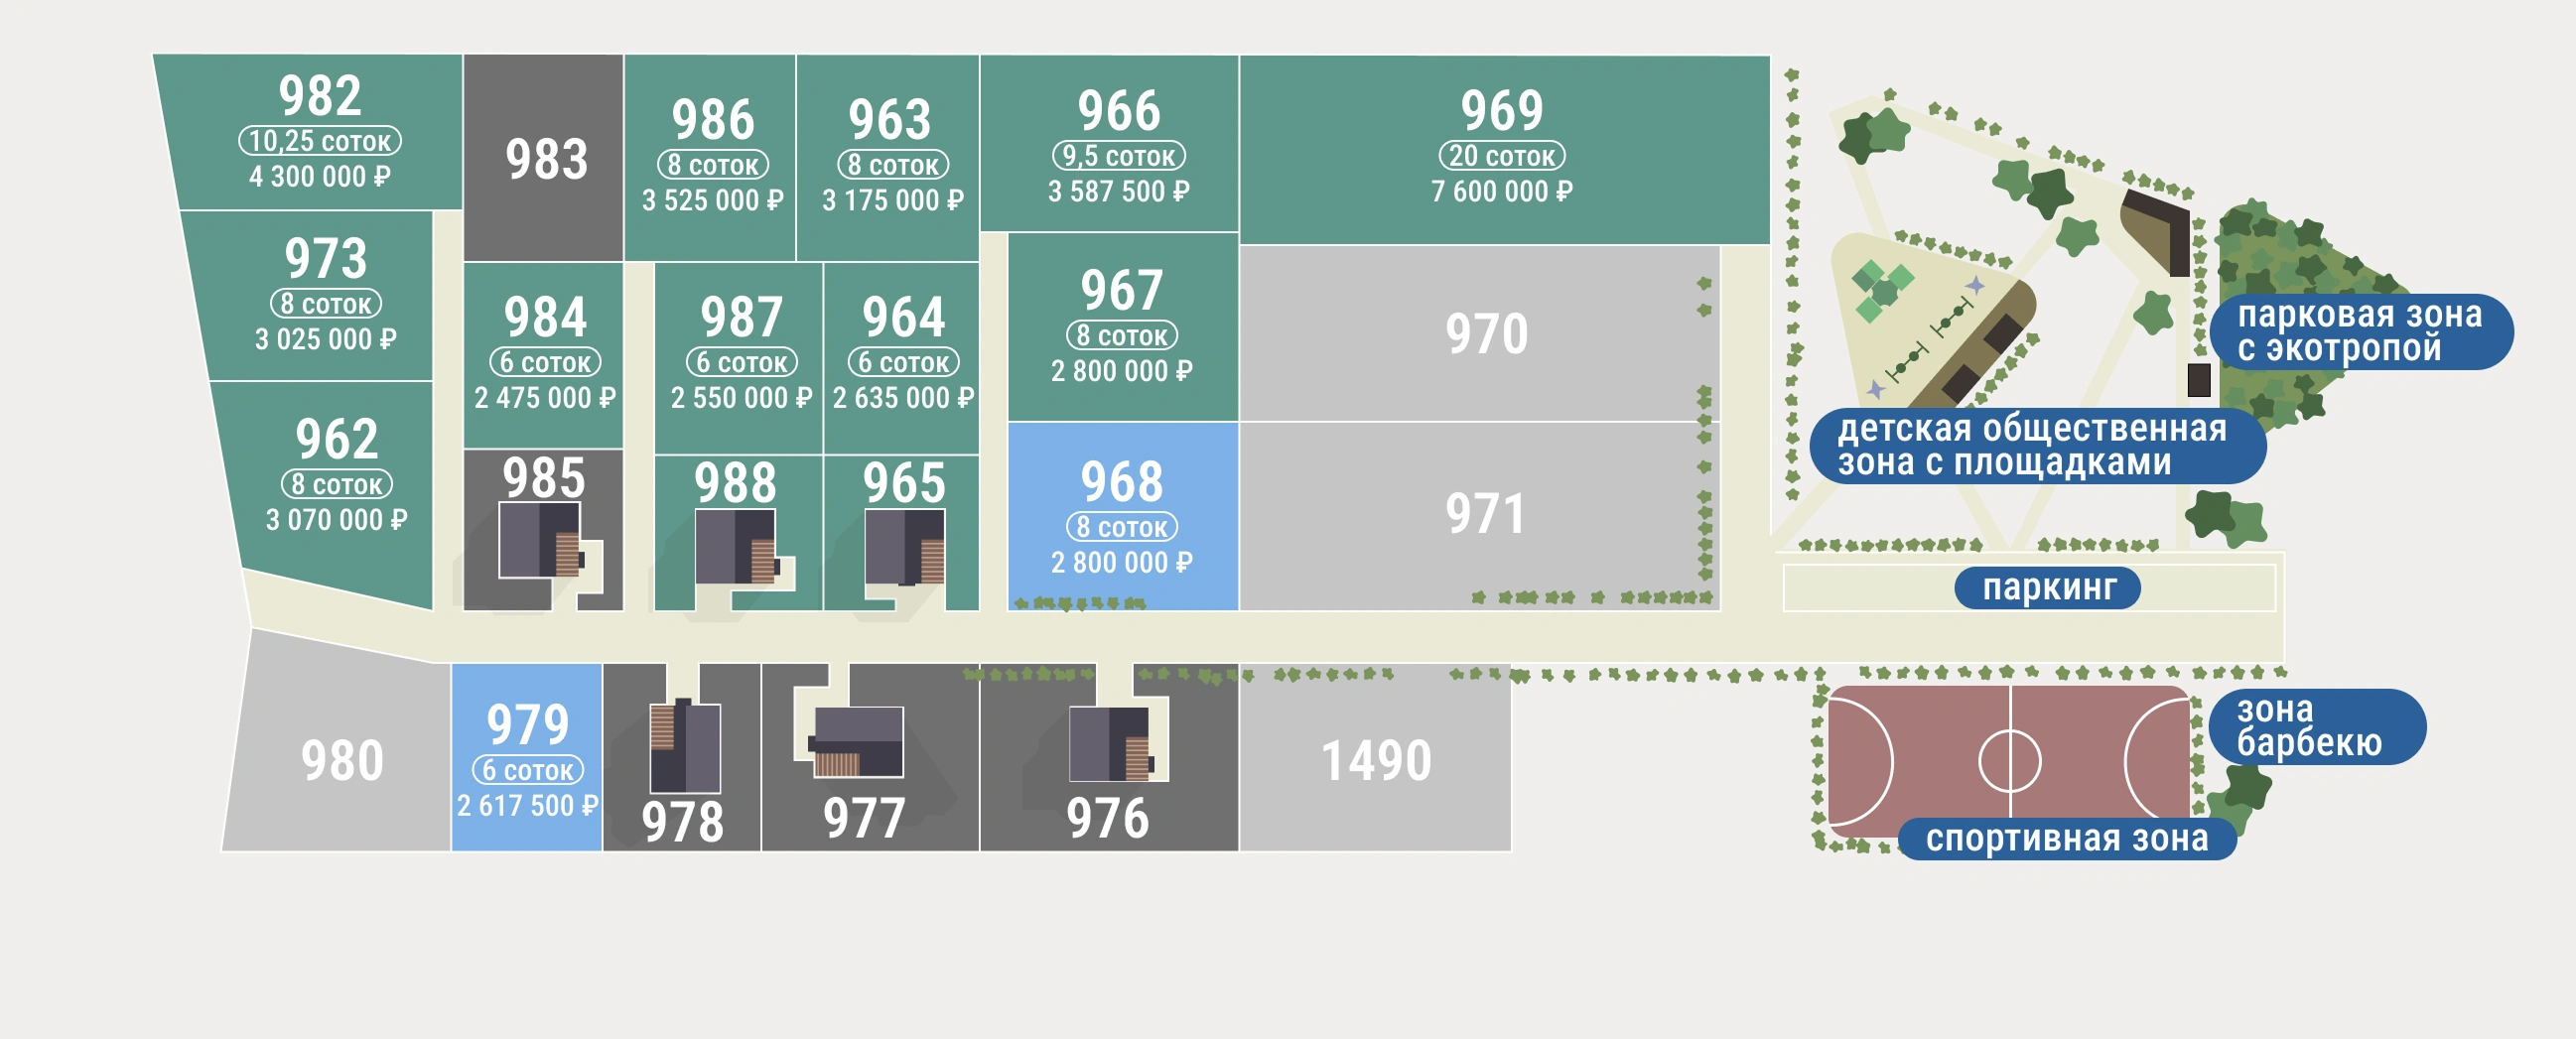 982
10,25 соток
4 300 000 ₽
983
986
8 соток
3 525 000 ₽
963
8 соток
3 175 000 ₽
966
9,5 соток
3 587 500 ₽
969
20 соток
7 600 000 ₽
973
8 соток
3 025 000 ₽
984
6 соток
2 475 000 ₽
987
6 соток
2 550 000 ₽
964
6 соток
2 635 000 ₽
967
8 соток
2 800 000 ₽
970
парковая зона
с экотропой
962
8 соток
3 070 000 ₽
985
988
965
968
8 соток
2 800 000 ₽
971
детская общественная
зона с площадками
паркинг
980
979
6 соток
2 617 500 ₽
978
977
976
1490
зона
барбекю
спортивная зона